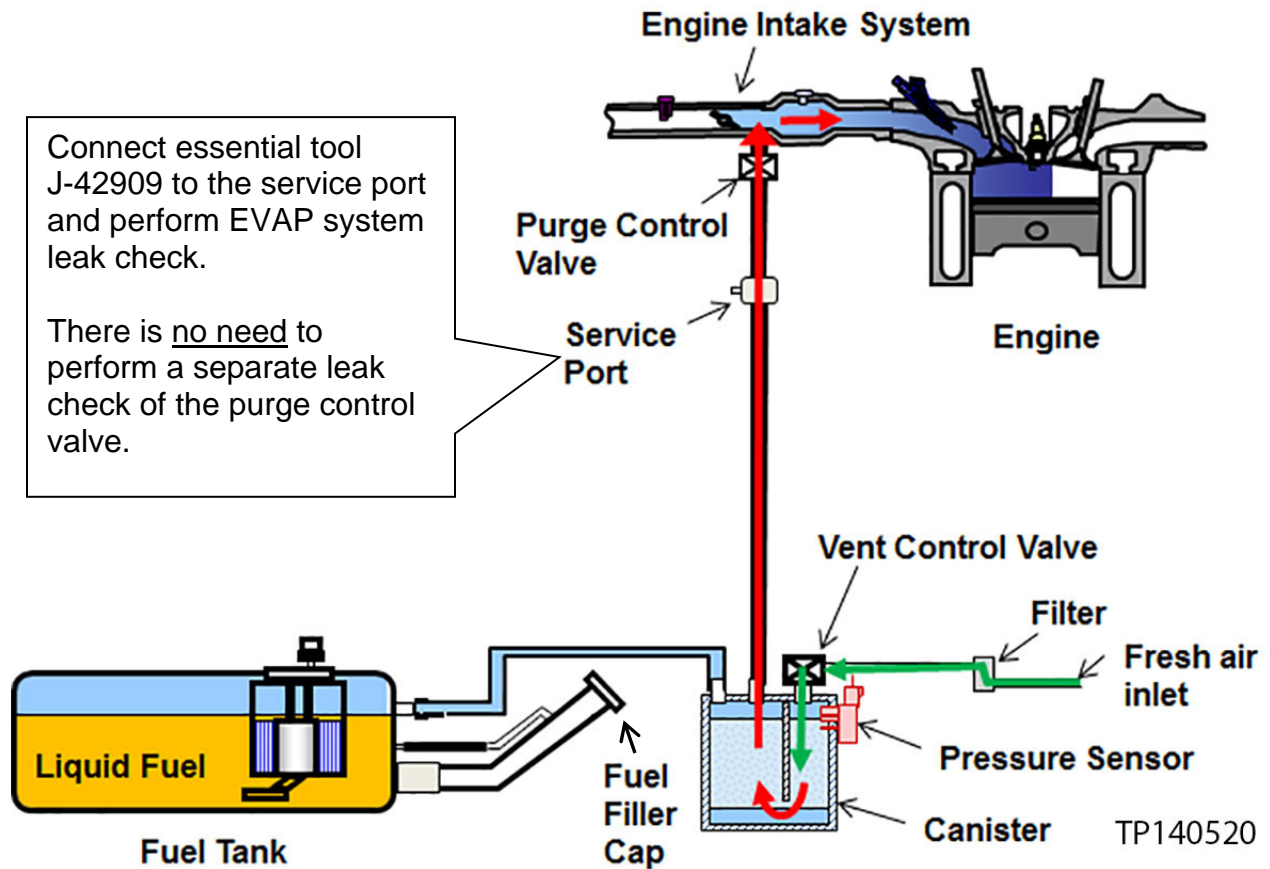 Engine Intake System
Connect essential tool
J-42909 to the service port
and perform EVAP system
leak check.
There is no need to
perform a separate leak
check of the purge control
valve.
Purge Control
Valve
Service
Port
Engine
Vent Control Valve
Filter
Fresh air
inlet
Liquid Fuel
Pressure Sensor
Fuel
Filler
Cap
Canister
TP140520
Fuel Tank